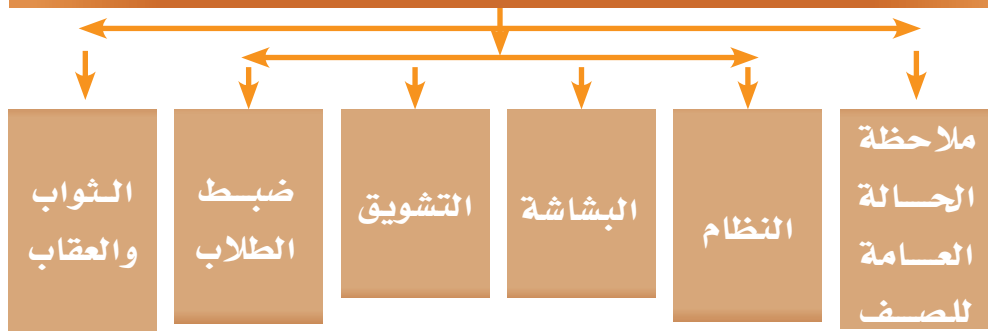 ملاحظة
الحالة
العامة
للصف
النظام
البشاشة
التشويق
ضبط
الطلاب
الثواب
والعقاب